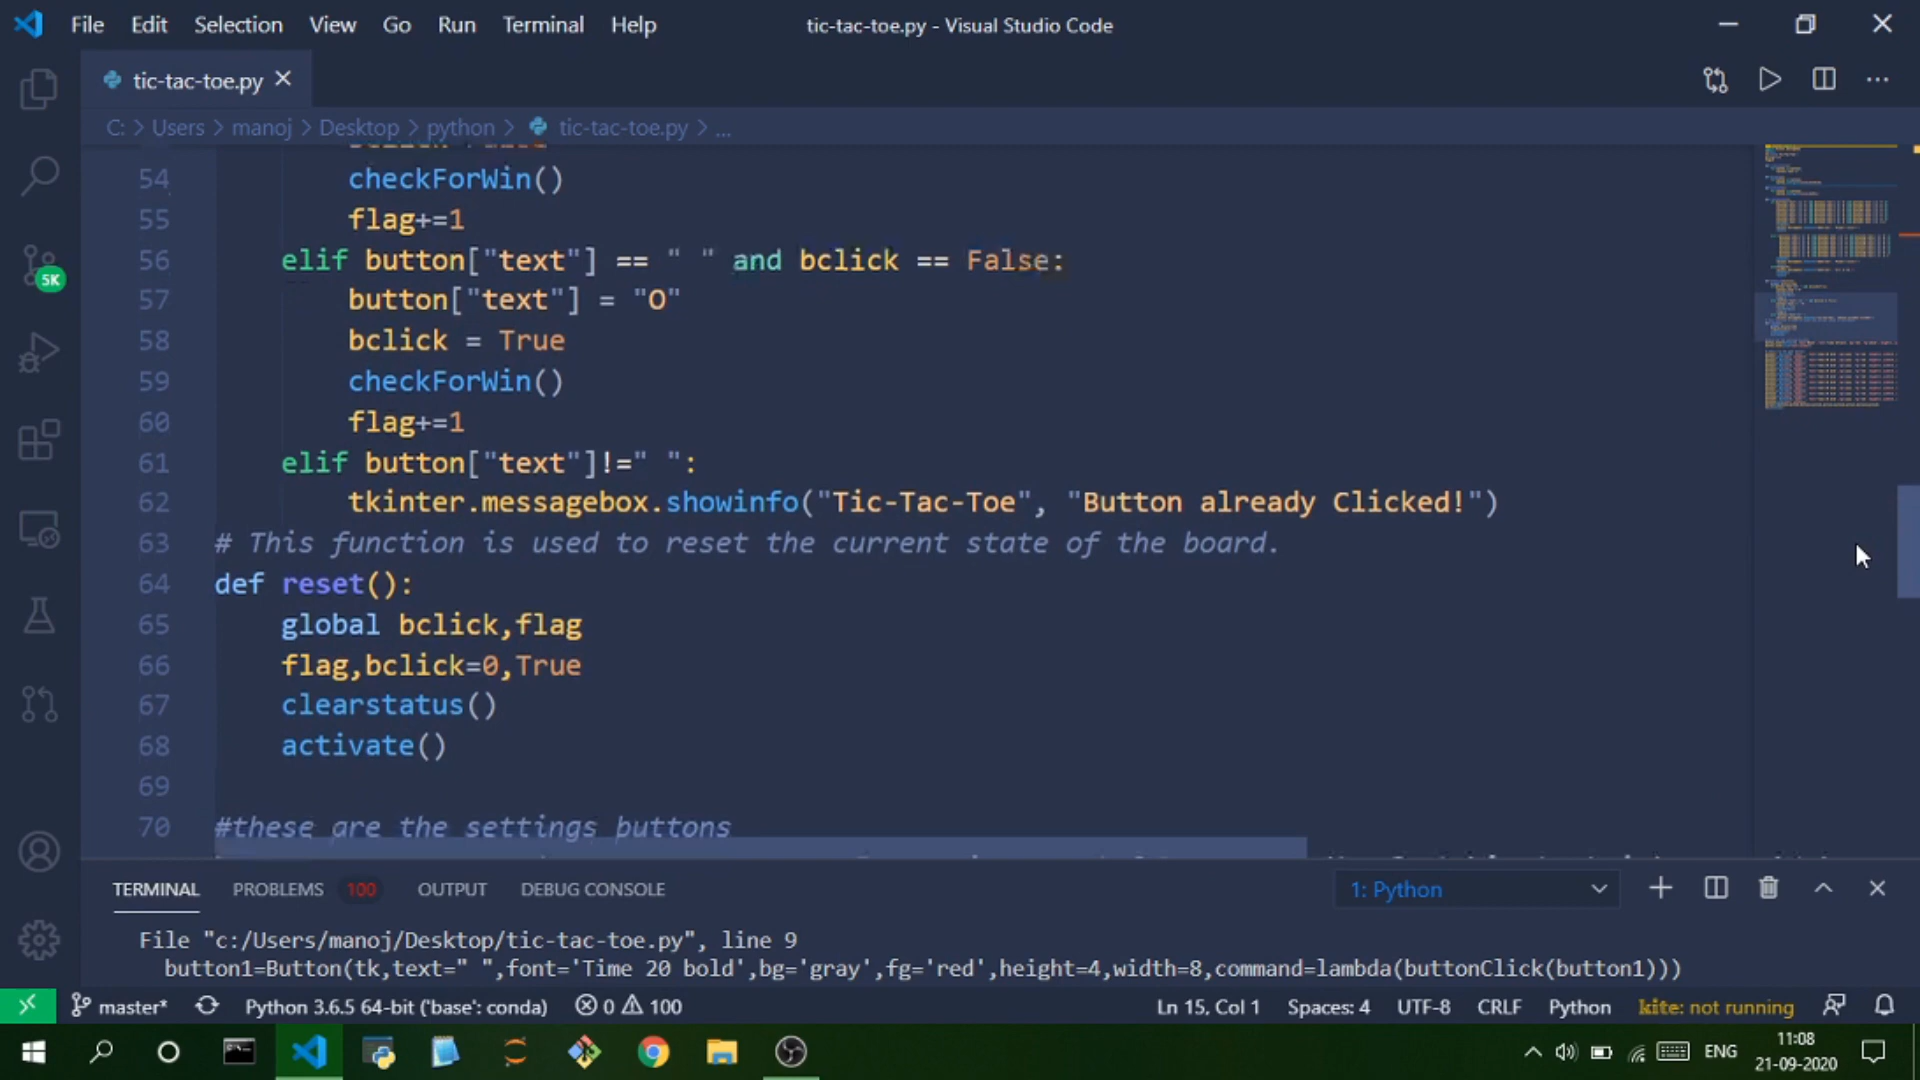 File Edit Selection View Go Run Terminal Help
tic-tac-toe.py - Visual Studio Code
tic-tac-toe.py
C: > Users > manoj > Desktop > python > tic-tac-toe.py > ...
54 checkForWin()
55 flag+=1
56 elif button["text"] == " " and bclick == False:
57 button["text"] = "O"
58 bclick = True
59 checkForWin()
60 flag+=1
61 elif button["text"]!=" ":
62 tkinter.messagebox.showinfo("Tic-Tac-Toe", "Button already Clicked!")
63 # This function is used to reset the current state of the board.
64 def reset():
65 global bclick,flag
66 flag,bclick=0,True
67 clearstatus()
68 activate()
69
70 #these are the settings buttons
5K
TERMINAL PROBLEMS 100 OUTPUT DEBUG CONSOLE 1: Python
File "c:/Users/manoj/Desktop/tic-tac-toe.py", line 9
button1=Button(tk,text=" ",font='Time 20 bold',bg='gray',fg='red',height=4,width=8,command=lambda(buttonClick(button1)))
master* Python 3.6.5 64-bit ('base': conda) 0 100 Ln 15, Col 1 Spaces: 4 UTF-8 CRLF Python kite: not running
ENG 11:08
21-09-2020